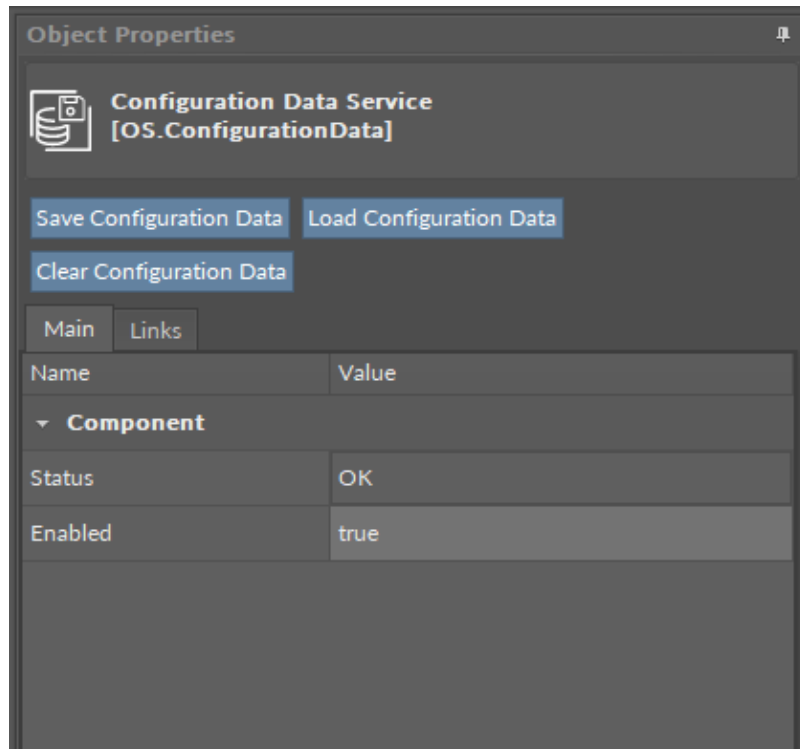 Object Properties
Configuration Data Service
[OS.ConfigurationData]
Save Configuration Data Load Configuration Data
Clear Configuration Data
Main Links
Name Value
Component
Status OK
Enabled true